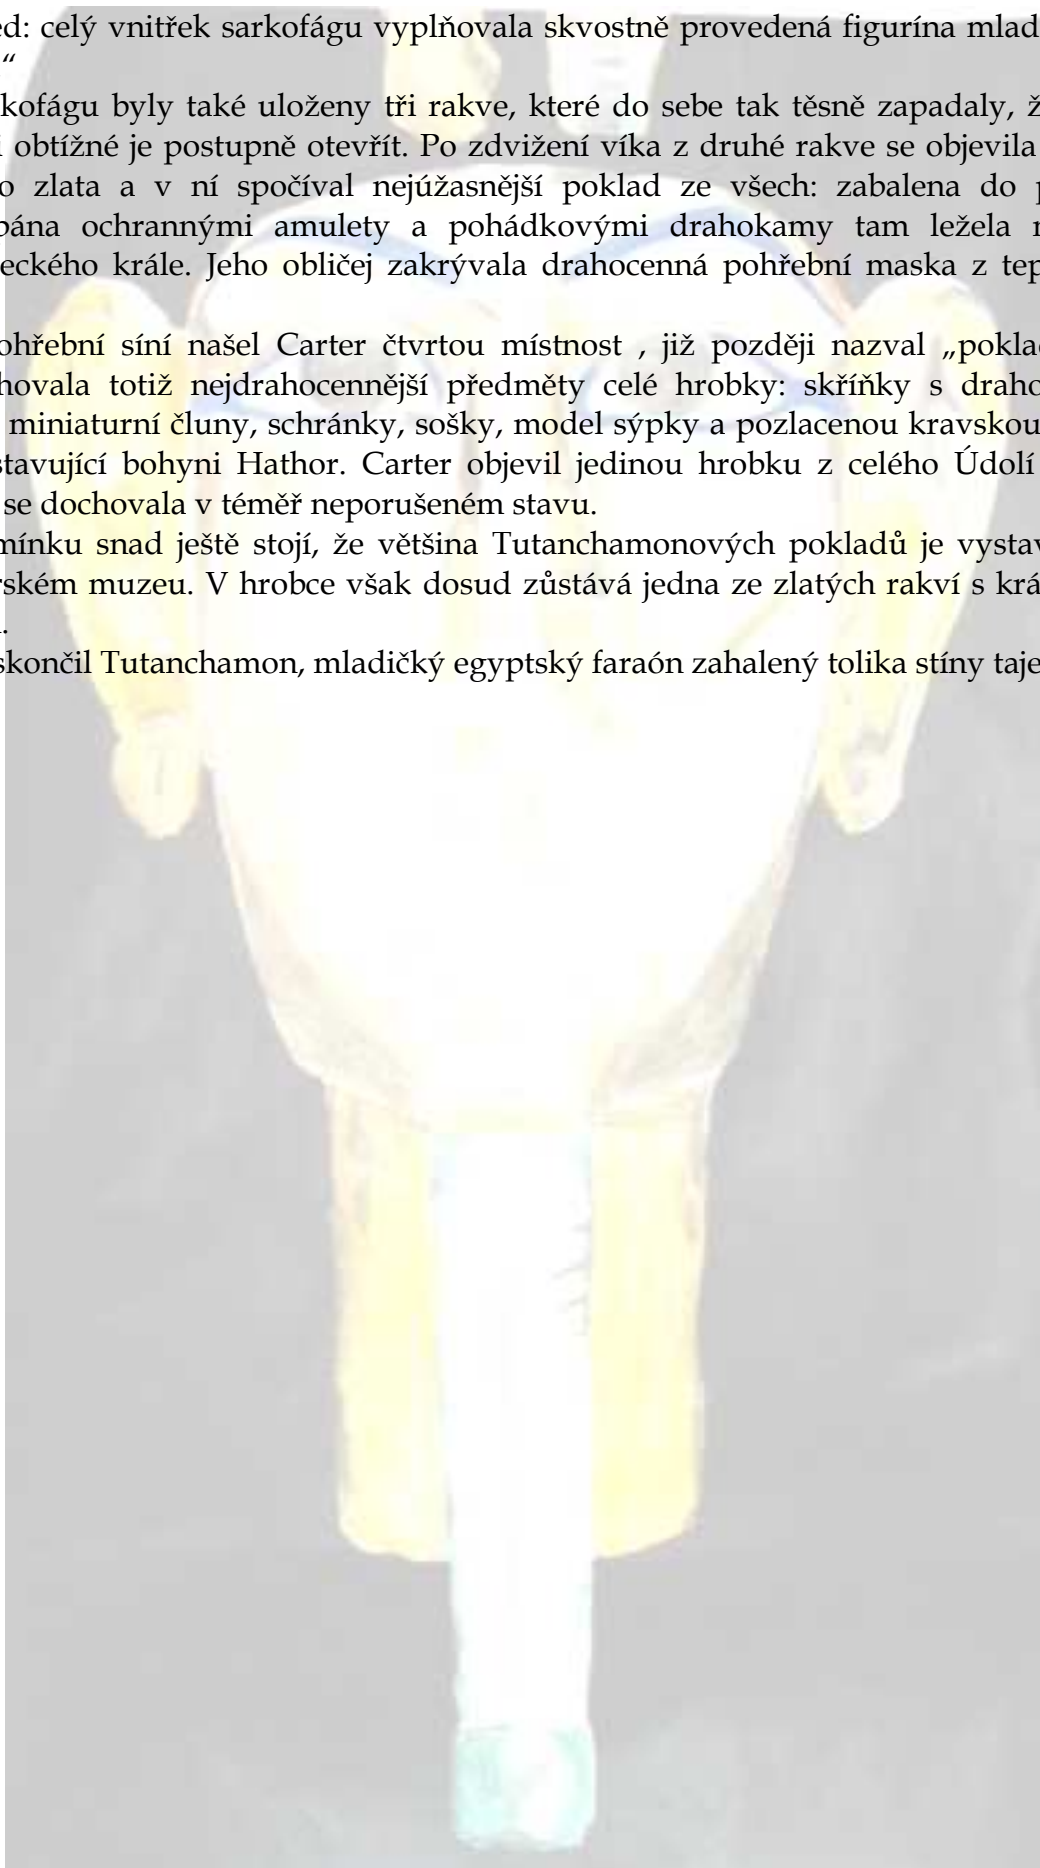 ed: celý vnitřek sarkofágu vyplňovala skvostně provedená figurína mlad
“
kofágu byly také uloženy tři rakve, které do sebe tak těsně zapadaly, ž
i obtížné je postupně otevřít. Po zdvižení víka z druhé rakve se objevila
o zlata a v ní spočíval nejúžasnější poklad ze všech: zabalena do p
pána ochrannými amulety a pohádkovými drahokamy tam ležela m
eckého krále. Jeho obličej zakrývala drahocenná pohřební maska z tep
ohřební síní našel Carter čtvrtou místnost , již později nazval „poklad
hovala totiž nejdrahocennější předměty celé hrobky: skříňky s draho
miniaturní čluny, schránky, sošky, model sýpky a pozlacenou kravskou
stavující bohyni Hathor. Carter objevil jedinou hrobku z celého Údolí
se dochovala v téměř neporušeném stavu.
mínku snad ještě stojí, že většina Tutanchamonových pokladů je vystav
rském muzeu. V hrobce však dosud zůstává jedna ze zlatých rakví s krá
.
skončil Tutanchamon, mladičký egyptský faraón zahalený tolika stíny taje